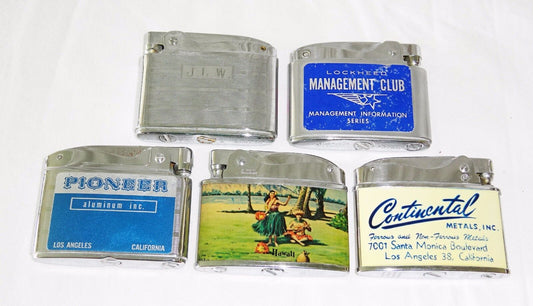 J L W
LOCKHEED
MANAGEMENT CLUB
MANAGEMENT INFORMATION
SERIES
PIONEER
aluminum inc.
LOS ANGELES CALIFORNIA
Hawaii
Continental
METALS, INC.
Ferrous and Non-Ferrous Metals
7001 Santa Monica Boulevard
Los Angeles 38, California